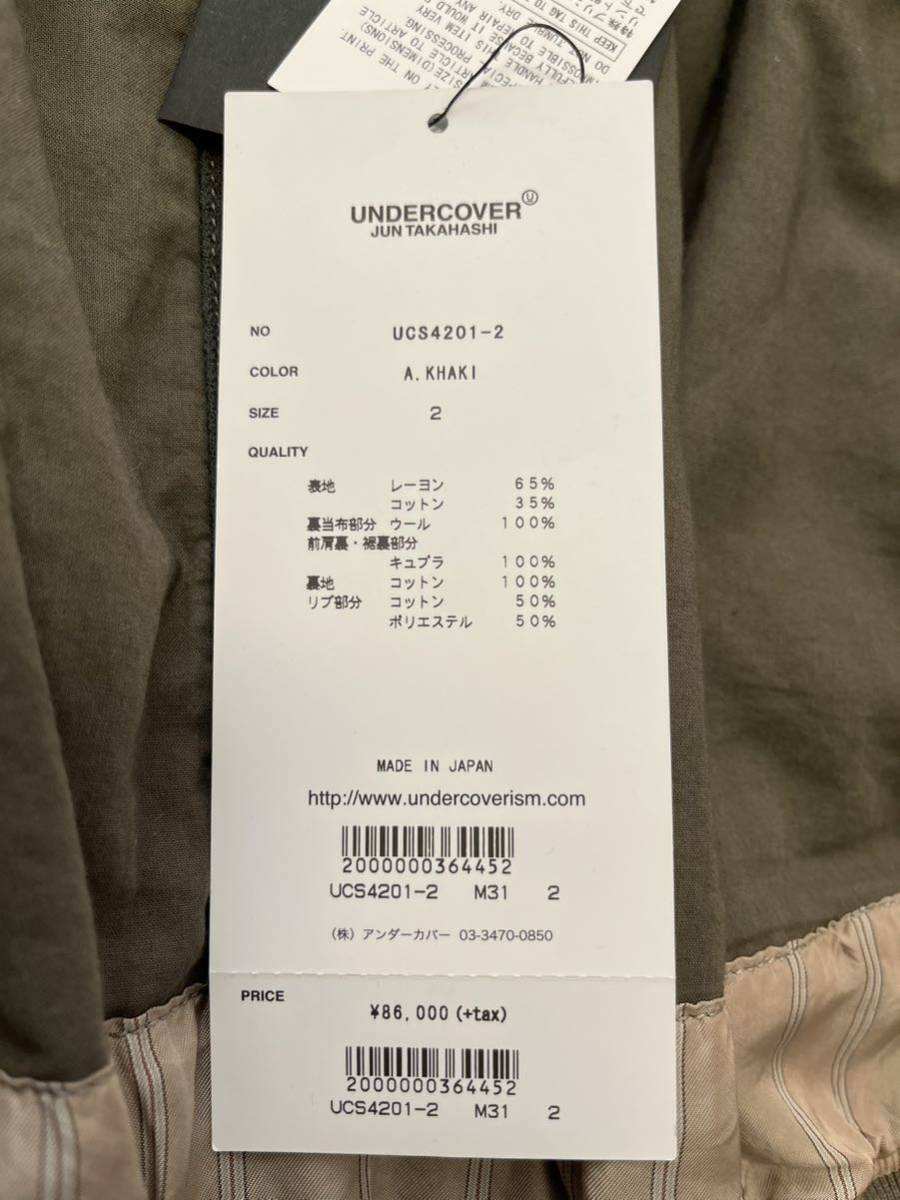 KEEP THIS TAG TO
UNDERCOVER Ⓤ
JUN TAKAHASHI
NO UCS4201-2
COLOR A.KHAKI
SIZE 2
QUALITY
表地 レーヨン 65%
コットン 35%
裏当布部分 ウール 100%
前肩裏・裾裏部分
キュプラ 100%
裏地 コットン 100%
リブ部分 コットン 50%
ポリエステル 50%
MADE IN JAPAN
http://www.undercoverism.com
2000000364452
UCS4201-2 M31 2
(株) アンダーカバー 03-3470-0850
PRICE ¥86,000(+tax)
2000000364452
UCS4201-2 M31 2